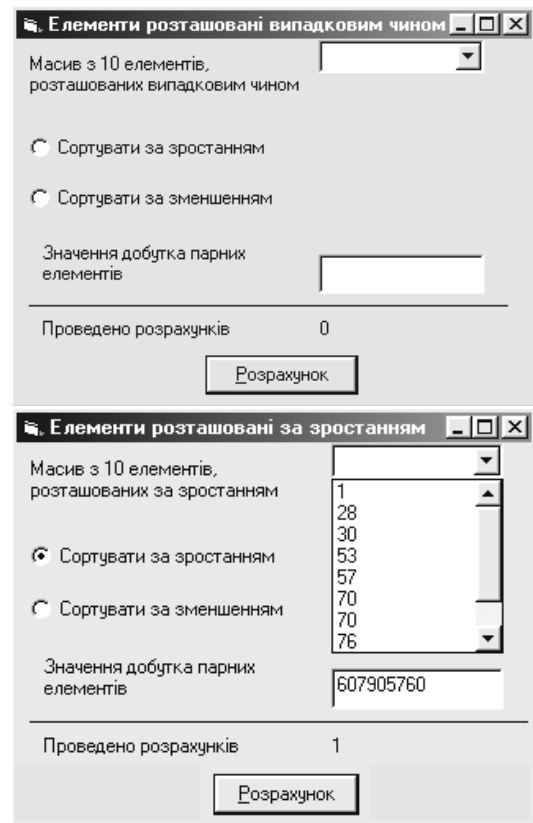 Елементи розташовані випадковим чином
Масив з 10 елементів,
розташованих випадковим чином
Сортувати за зростанням
Сортувати за зменшенням
Значення добутка парних
елементів
Проведено розрахунків 0
Розрахунок
Елементи розташовані за зростанням
Масив з 10 елементів,
розташованих за зростанням
1
28
30
53
57
70
70
76
Сортувати за зростанням
Сортувати за зменшенням
Значення добутка парних
елементів
607905760
Проведено розрахунків 1
Розрахунок